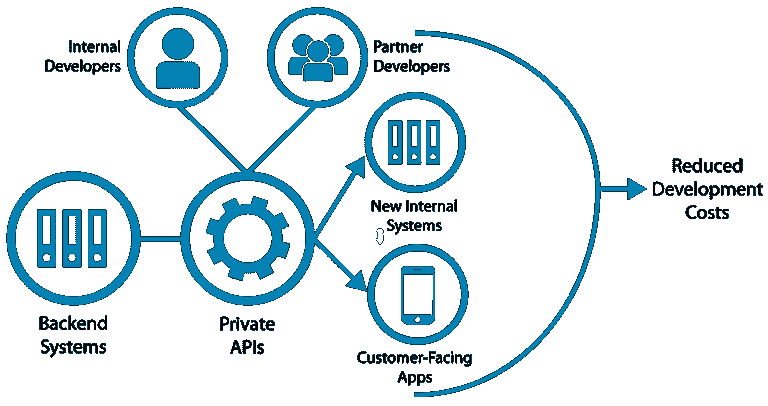 Internal
Developers
Partner
Developers
New Internal
Systems
Reduced
Development
Costs
Backend
Systems
Private
APIs
Customer-Facing
Apps